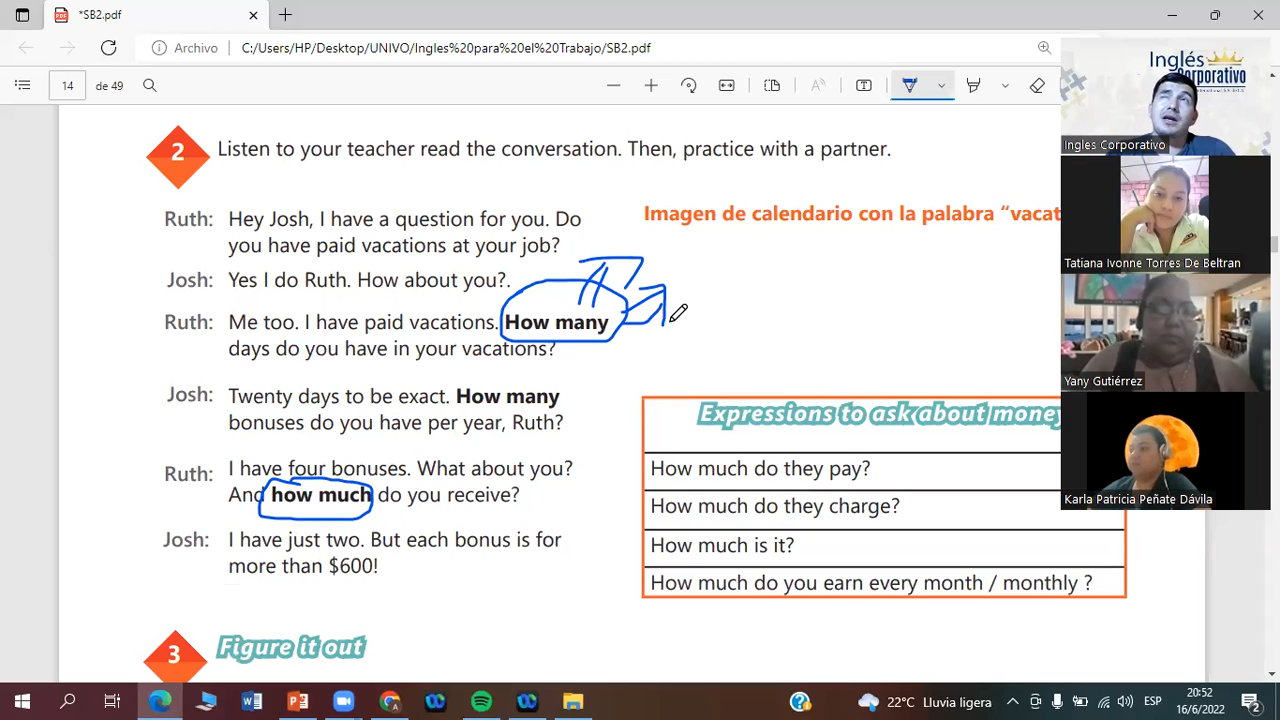 *SB2.pdf
Archivo
C:/Users/HP/Desktop/UNIVO/Ingles%20para%20el%20Trabajo/SB2.pdf
14
de 49
2
Listen to your teacher read the conversation. Then, practice with a partner.
Ruth: Hey Josh, I have a question for you. Do
you have paid vacations at your job?
Josh: Yes I do Ruth. How about you?.
Ruth: Me too. I have paid vacations. How many
days do you have in your vacations?
Josh: Twenty days to be exact. How many
bonuses do you have per year, Ruth?
Ruth: I have four bonuses. What about you?
And how much do you receive?
Josh: I have just two. But each bonus is for
more than $600!
Imagen de calendario con la palabra “vacat
Expressions to ask about money
How much do they pay?
How much do they charge?
How much is it?
How much do you earn every month / monthly ?
3
Figure it out
Inglés
Corporativo
Ingles Corporativo
Tatiana Ivonne Torres De Beltran
Yany Gutiérrez
Karla Patricia Peñate Dávila
22°C Lluvia ligera
ESP
20:52
16/6/2022
2